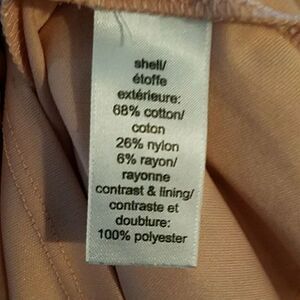 shell/
étoffe
extérieure:
68% cotton/
coton
26% nylon
6% rayon/
rayonne
contrast & lining/
contraste et
doublure:
100% polyester